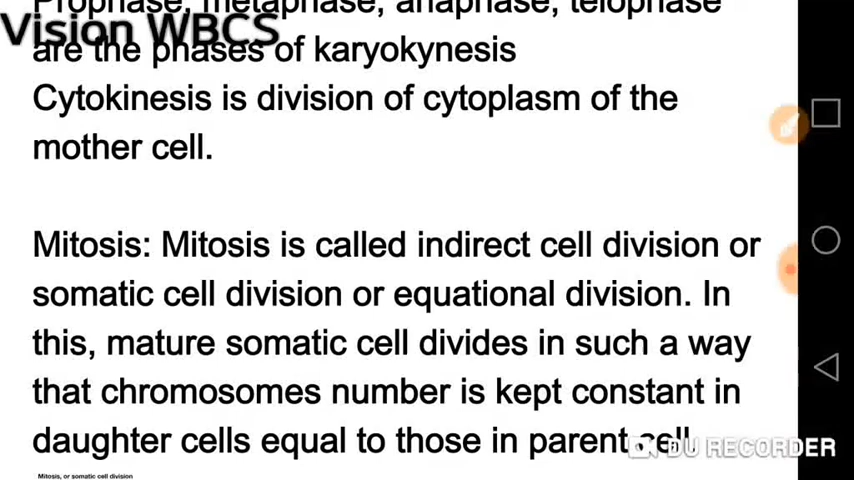 Prophase, metaphase, anaphase, telophase
Vision WBCS
are the phases of karyokynesis
Cytokinesis is division of cytoplasm of the
mother cell.
Mitosis: Mitosis is called indirect cell division or
somatic cell division or equational division. In
this, mature somatic cell divides in such a way
that chromosomes number is kept constant in
daughter cells equal to those in parent cell.
DU RECORDER
Mitosis, or somatic cell division